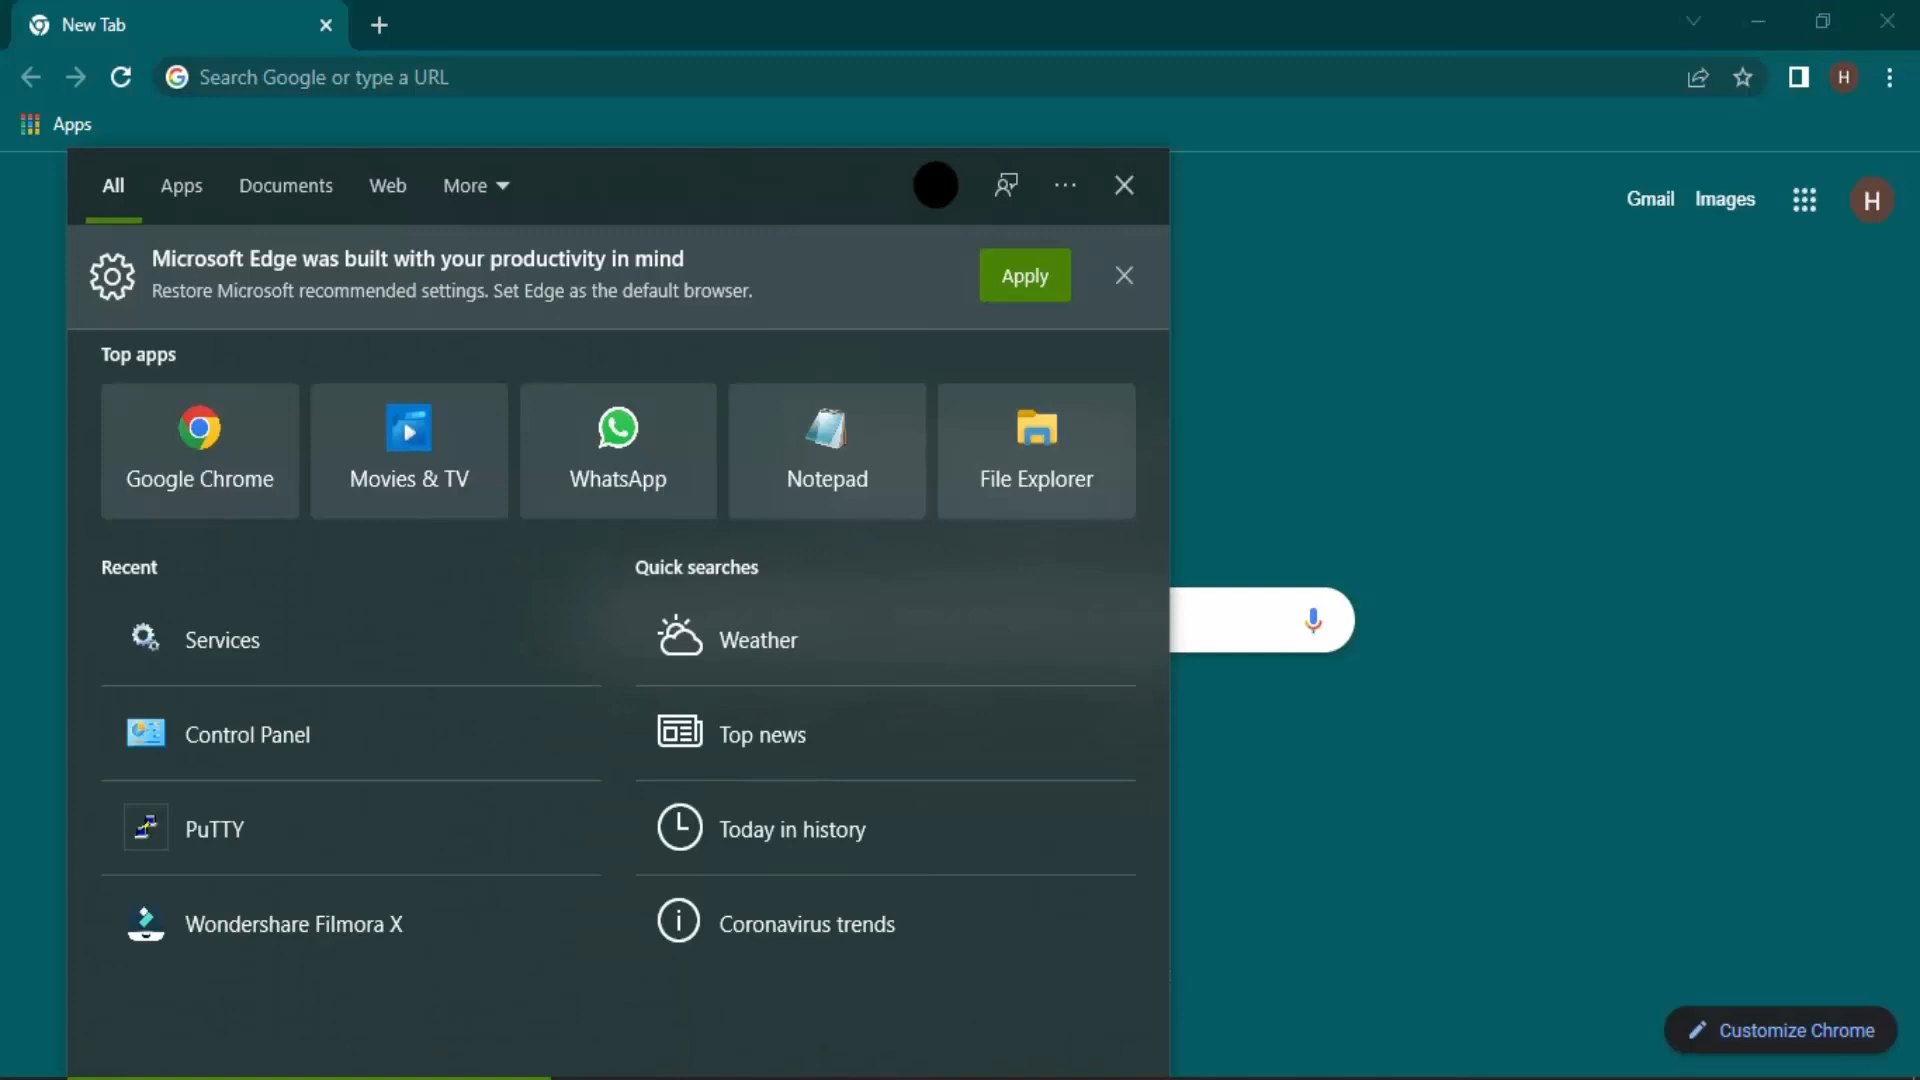 New Tab
Search Google or type a URL
H
Apps
All Apps Documents Web More
Gmail Images
H
Microsoft Edge was built with your productivity in mind
Restore Microsoft recommended settings. Set Edge as the default browser.
Apply
Top apps
Google Chrome Movies & TV WhatsApp Notepad File Explorer
Recent
Services
Control Panel
PuTTY
Wondershare Filmora X
Quick searches
Weather
Top news
Today in history
Coronavirus trends
Customize Chrome